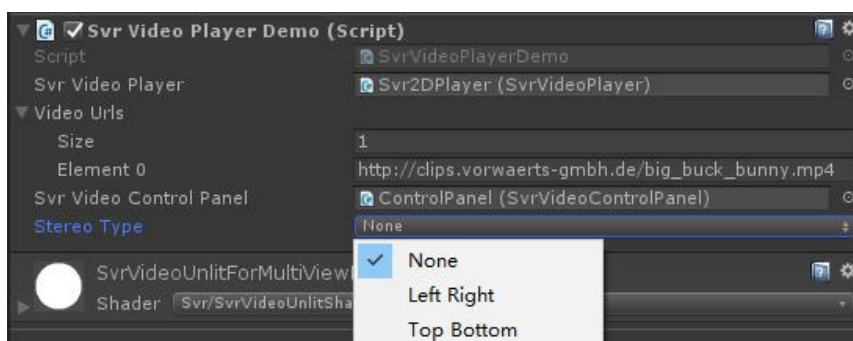 Svr Video Player Demo (Script)
Script SvrVideoPlayerDemo
Svr Video Player Svr2DPlayer (SvrVideoPlayer)
Video Urls
Size 1
Element 0 http://clips.vorwaerts-gmbh.de/big_buck_bunny.mp4
Svr Video Control Panel ControlPanel (SvrVideoControlPanel)
Stereo Type None
None
SvrVideoUnlitForMultiView
Left Right
Shader Svr/SvrVideoUnlitSha
Top Bottom